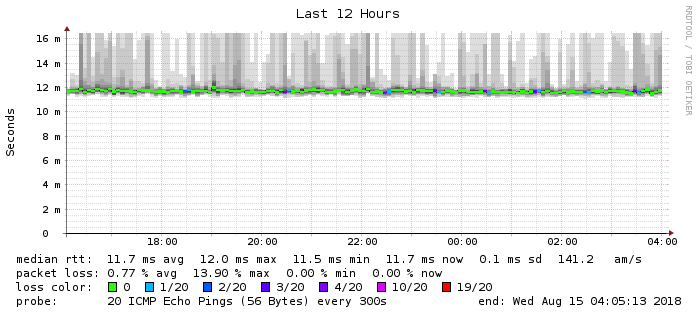 Last 12 Hours
RRDTOOL / TOBI OETIKER
Seconds
16 m
14 m
12 m
10 m
8 m
6 m
4 m
2 m
0
18:00 20:00 22:00 00:00 02:00 04:00
median rtt: 11.7 ms avg 12.0 ms max 11.5 ms min 11.7 ms now 0.1 ms sd 141.2 am/s
packet loss: 0.77 % avg 13.90 % max 0.00 % min 0.00 % now
loss color: 0 1/20 2/20 3/20 4/20 10/20 19/20
probe: 20 ICMP Echo Pings (56 Bytes) every 300s end: Wed Aug 15 04:05:13 2018